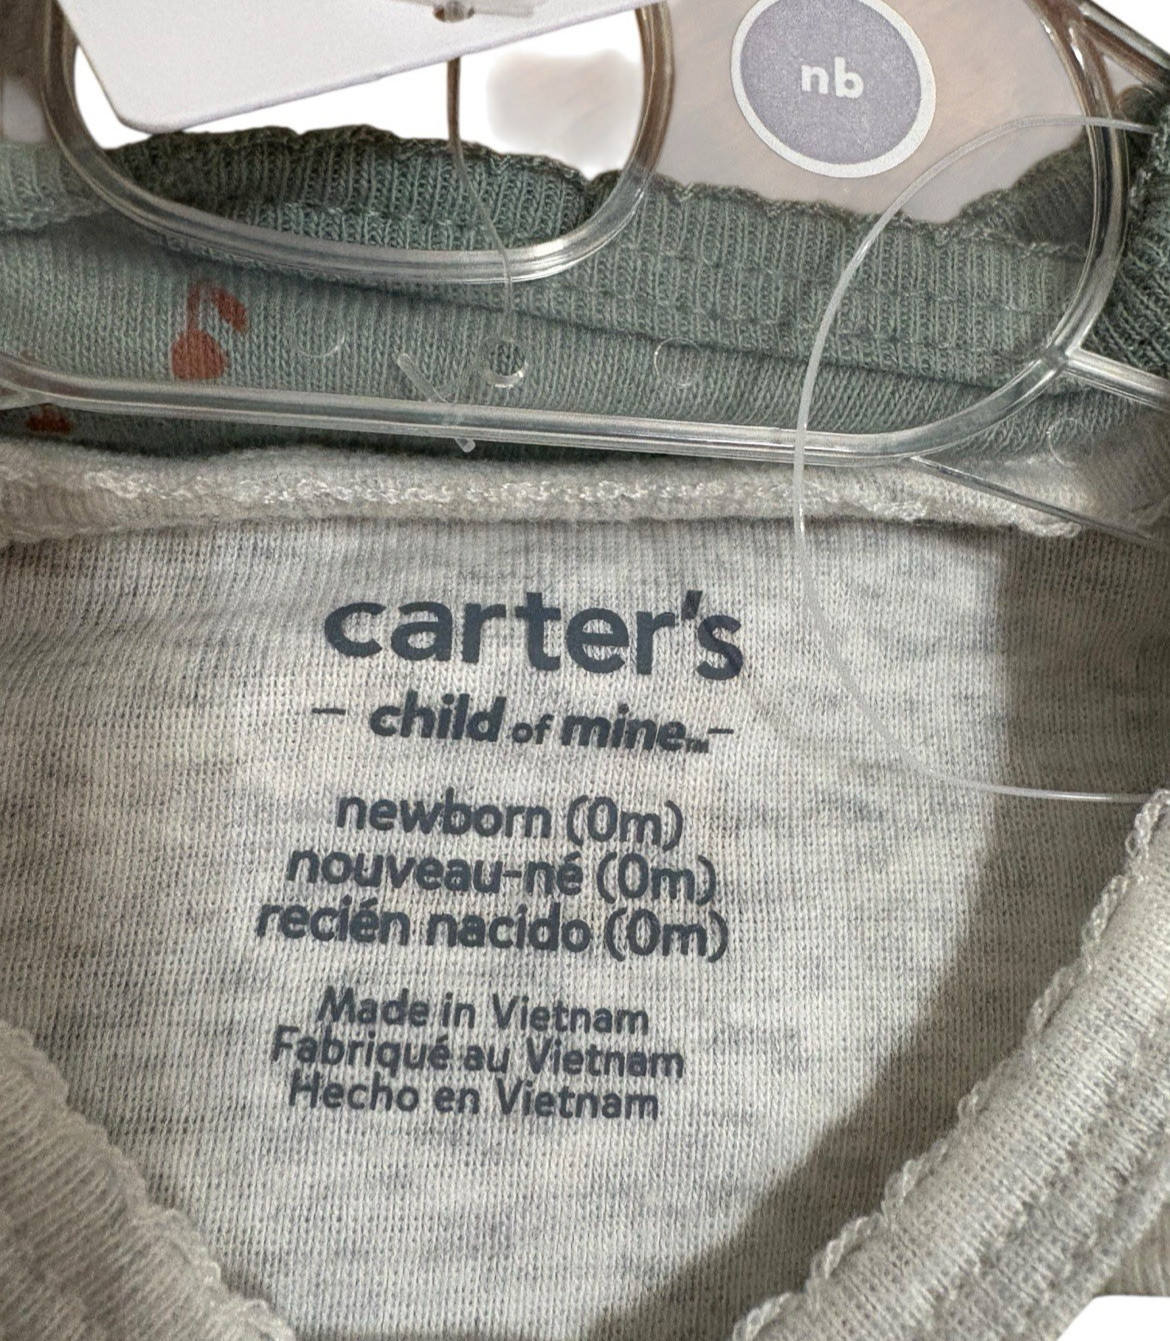 nb
carter's
- child of mine™ -
newborn (0m)
nouveau-né (0m)
recién nacido (0m)
Made in Vietnam
Fabriqué au Vietnam
Hecho en Vietnam